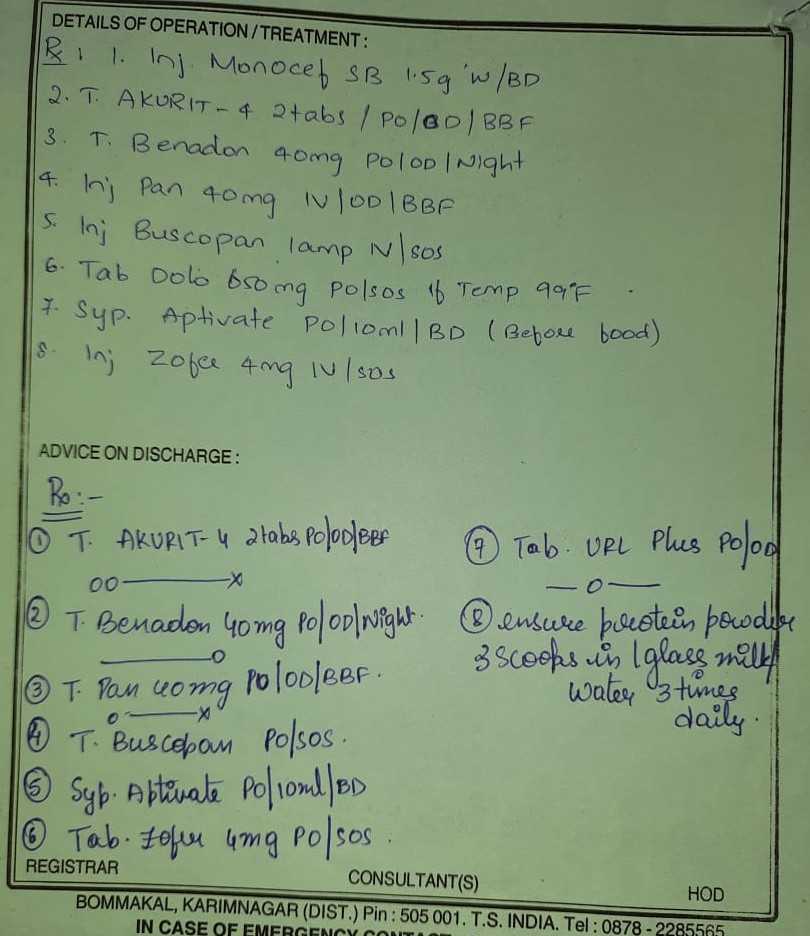 DETAILS OF OPERATION / TREATMENT :
Rx 1. Inj. Monocef SB 1.5g IV/BD
2. T. AKURIT-4 2tabs / PO/OD/BBF
3. T. Benadon 40mg PO/OD/Night
4. Inj Pan 40mg IV/OD/BBF
5. Inj Buscopan 1amp IV/SOS
6. Tab Dolo 650mg PO/SOS if Temp 99°F
7. Syp. Aptivate PO/10ml/BD (Before food)
8. Inj Zofer 4mg IV/SOS
ADVICE ON DISCHARGE :
Rx :-
① T. AKURIT-4 2tabs PO/OD/BBF
00——x
② T. Benadon 40mg PO/OD/Night.
——0
③ T. Pan 40mg PO/OD/BBF.
0——x
④ T. Buscopan PO/SOS.
⑤ Syp. Aptivate PO/10ml/BD
⑥ Tab. Zofer 4mg PO/SOS.
⑦ Tab. URL Plus PO/OD
—0—
⑧ ensure protein powder
3 scoops in 1 glass milk/
water 3 times
daily.
REGISTRAR CONSULTANT(S) HOD
BOMMAKAL, KARIMNAGAR (DIST.) Pin : 505 001. T.S. INDIA. Tel : 0878 - 2285565
IN CASE OF EMERGENCY